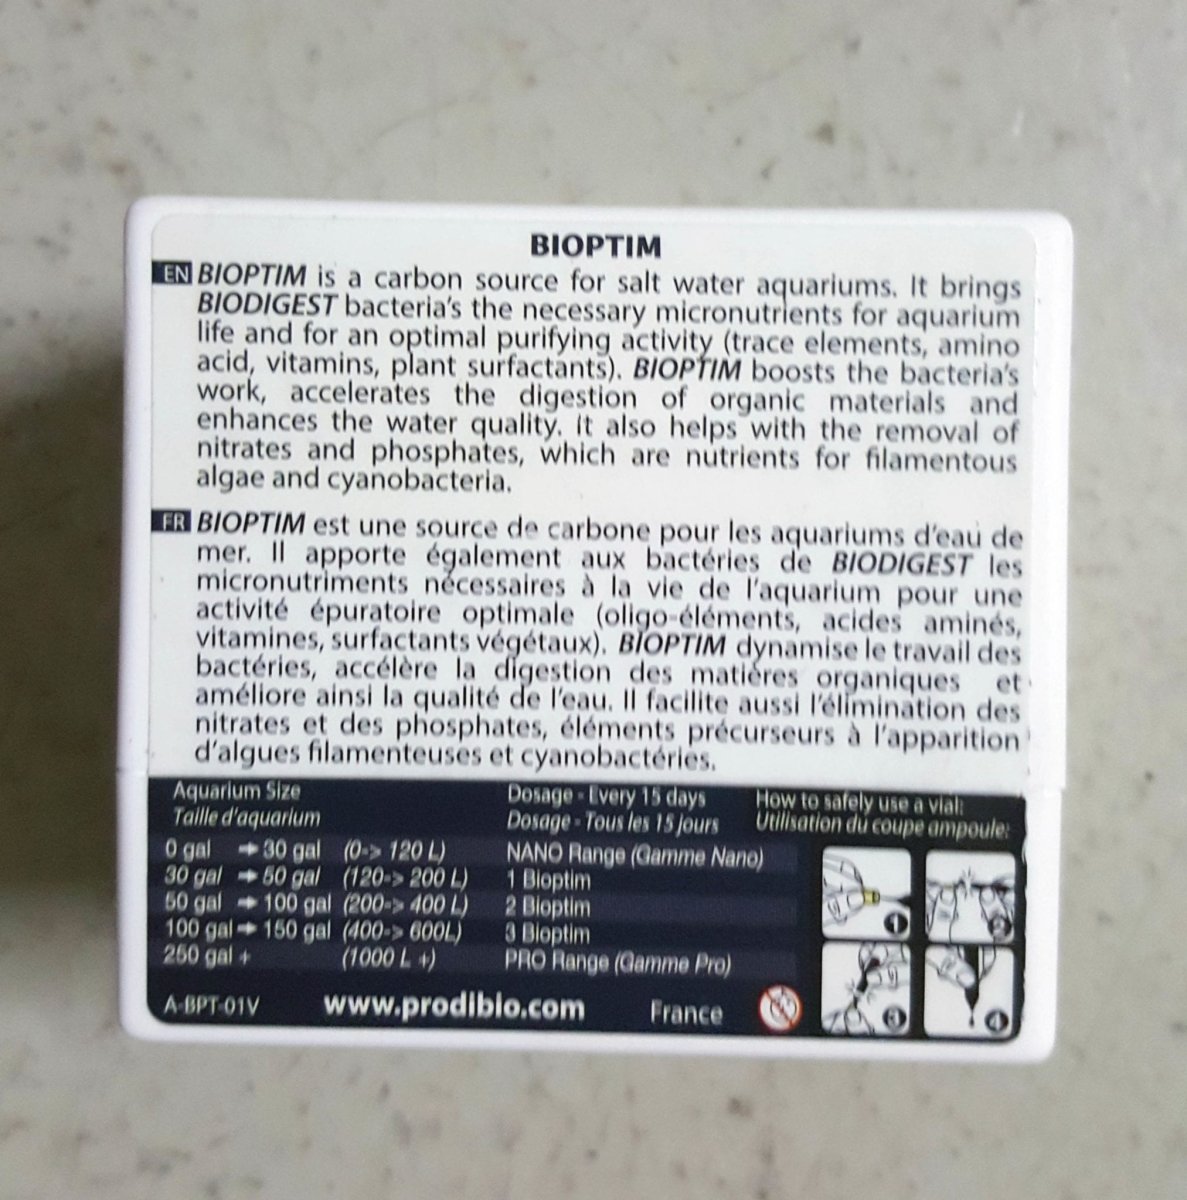 BIOPTIM
EN BIOPTIM is a carbon source for salt water aquariums. It brings
BIODIGEST bacteria's the necessary micronutrients for aquarium
life and for an optimal purifying activity (trace elements, amino
acid, vitamins, plant surfactants). BIOPTIM boosts the bacteria's
work, accelerates the digestion of organic materials and
enhances the water quality. it also helps with the removal of
nitrates and phosphates, which are nutrients for filamentous
algae and cyanobacteria.
FR BIOPTIM est une source de carbone pour les aquariums d'eau de
mer. Il apporte également aux bactéries de BIODIGEST les
micronutriments nécessaires à la vie de l'aquarium pour une
activité épuratoire optimale (oligo-éléments, acides aminés,
vitamines, surfactants végétaux). BIOPTIM dynamise le travail des
bactéries, accélère la digestion des matières organiques et
améliore ainsi la qualité de l'eau. Il facilite aussi l'élimination des
nitrates et des phosphates, éléments précurseurs à l'apparition
d'algues filamenteuses et cyanobactéries.
Aquarium Size Dosage - Every 15 days How to safely use a vial:
Taille d'aquarium Dosage - Tous les 15 jours Utilisation du coupe ampoule:
0 gal → 30 gal (0-> 120 L) NANO Range (Gamme Nano)
30 gal → 50 gal (120-> 200 L) 1 Bioptim
50 gal → 100 gal (200-> 400 L) 2 Bioptim
100 gal → 150 gal (400-> 600L) 3 Bioptim
250 gal + (1000 L +) PRO Range (Gamme Pro)
1 2
3 4
A-BPT-01V www.prodibio.com France